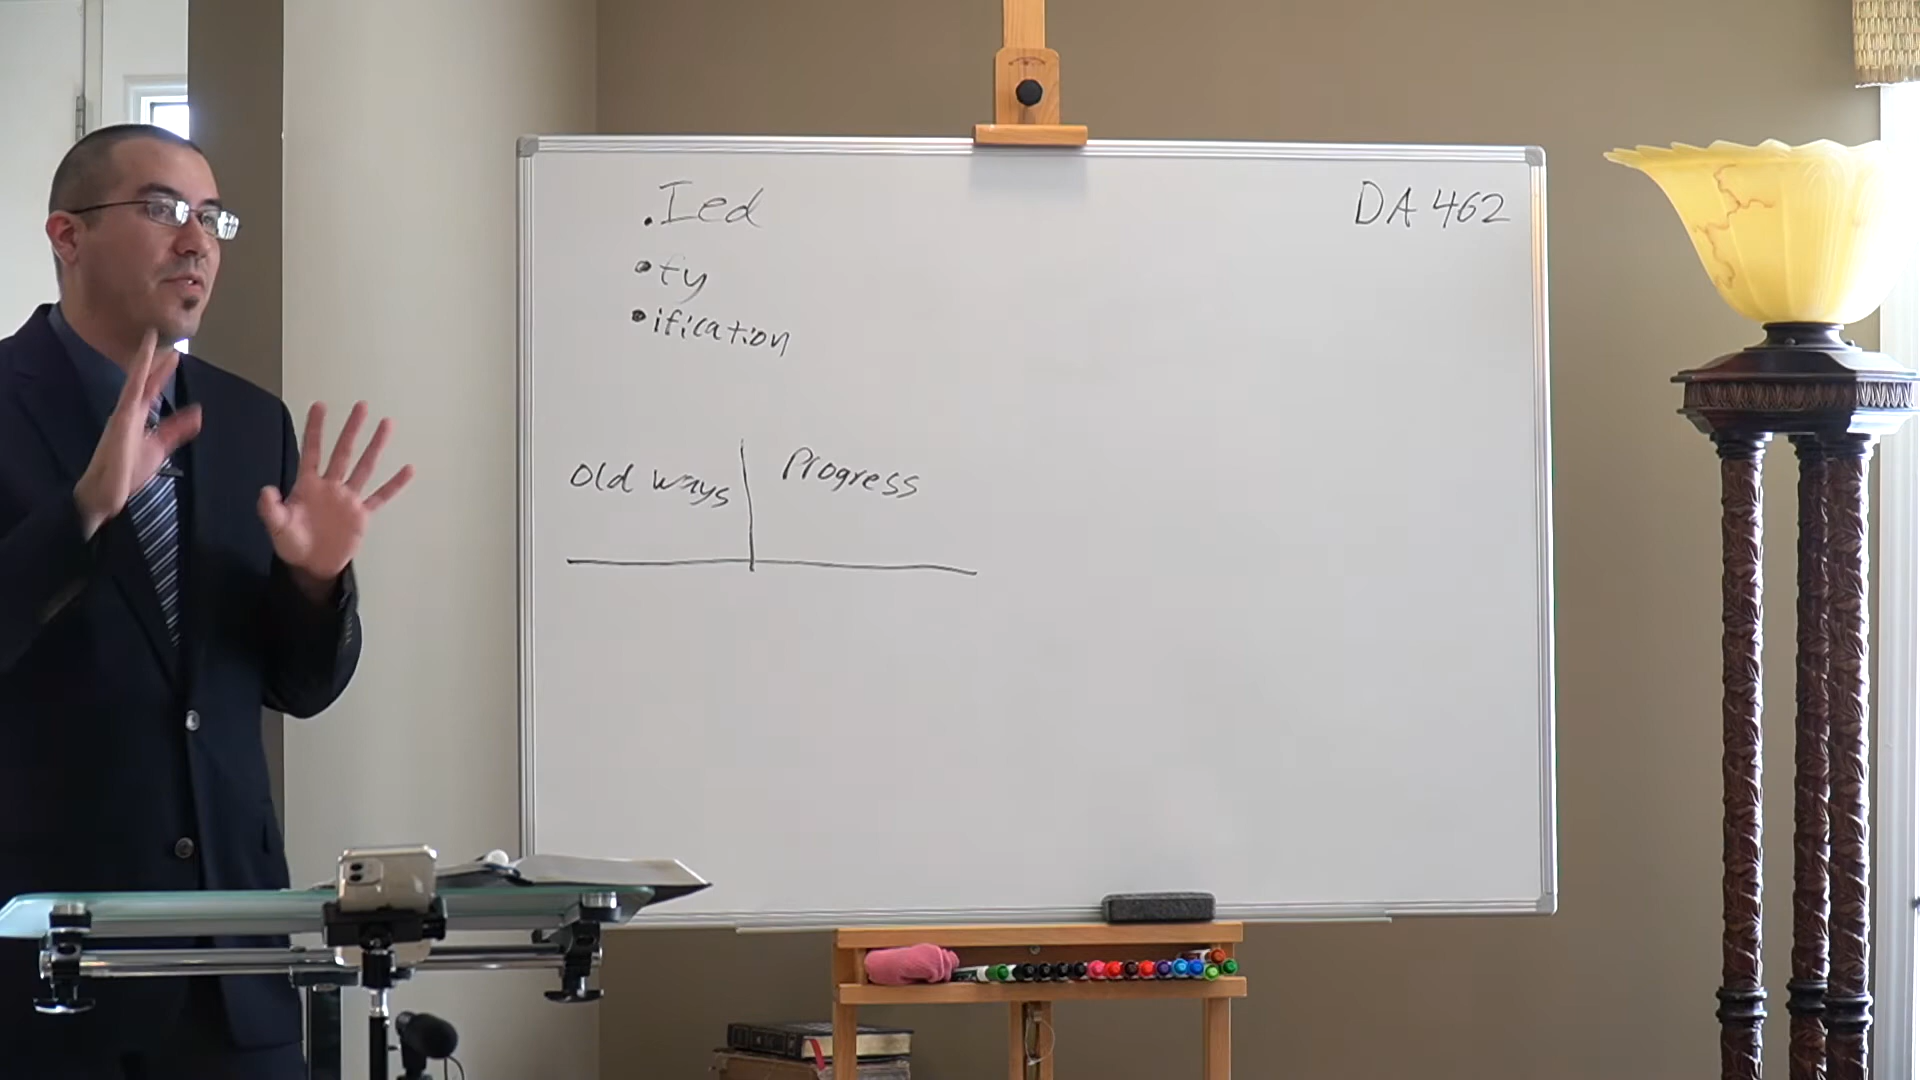 .Ied
DA 462
•fy
•ification
Old ways
Progress